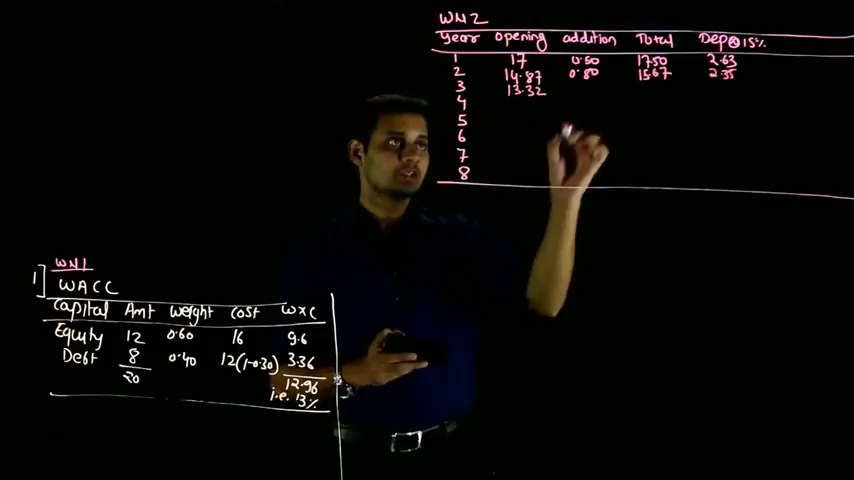 WN2
Year opening addition Total Dep@15%
1 17 0.50 17.50 2.63
2 14.87 0.80 15.67 2.35
3 13.32
4
5
6
7
8
WN1
1] WACC
Capital Amt Weight Cost WXC
Equity 12 0.60 16 9.6
Debt 8 0.40 12(1-0.30) 3.36
20 12.96
i.e. 13%